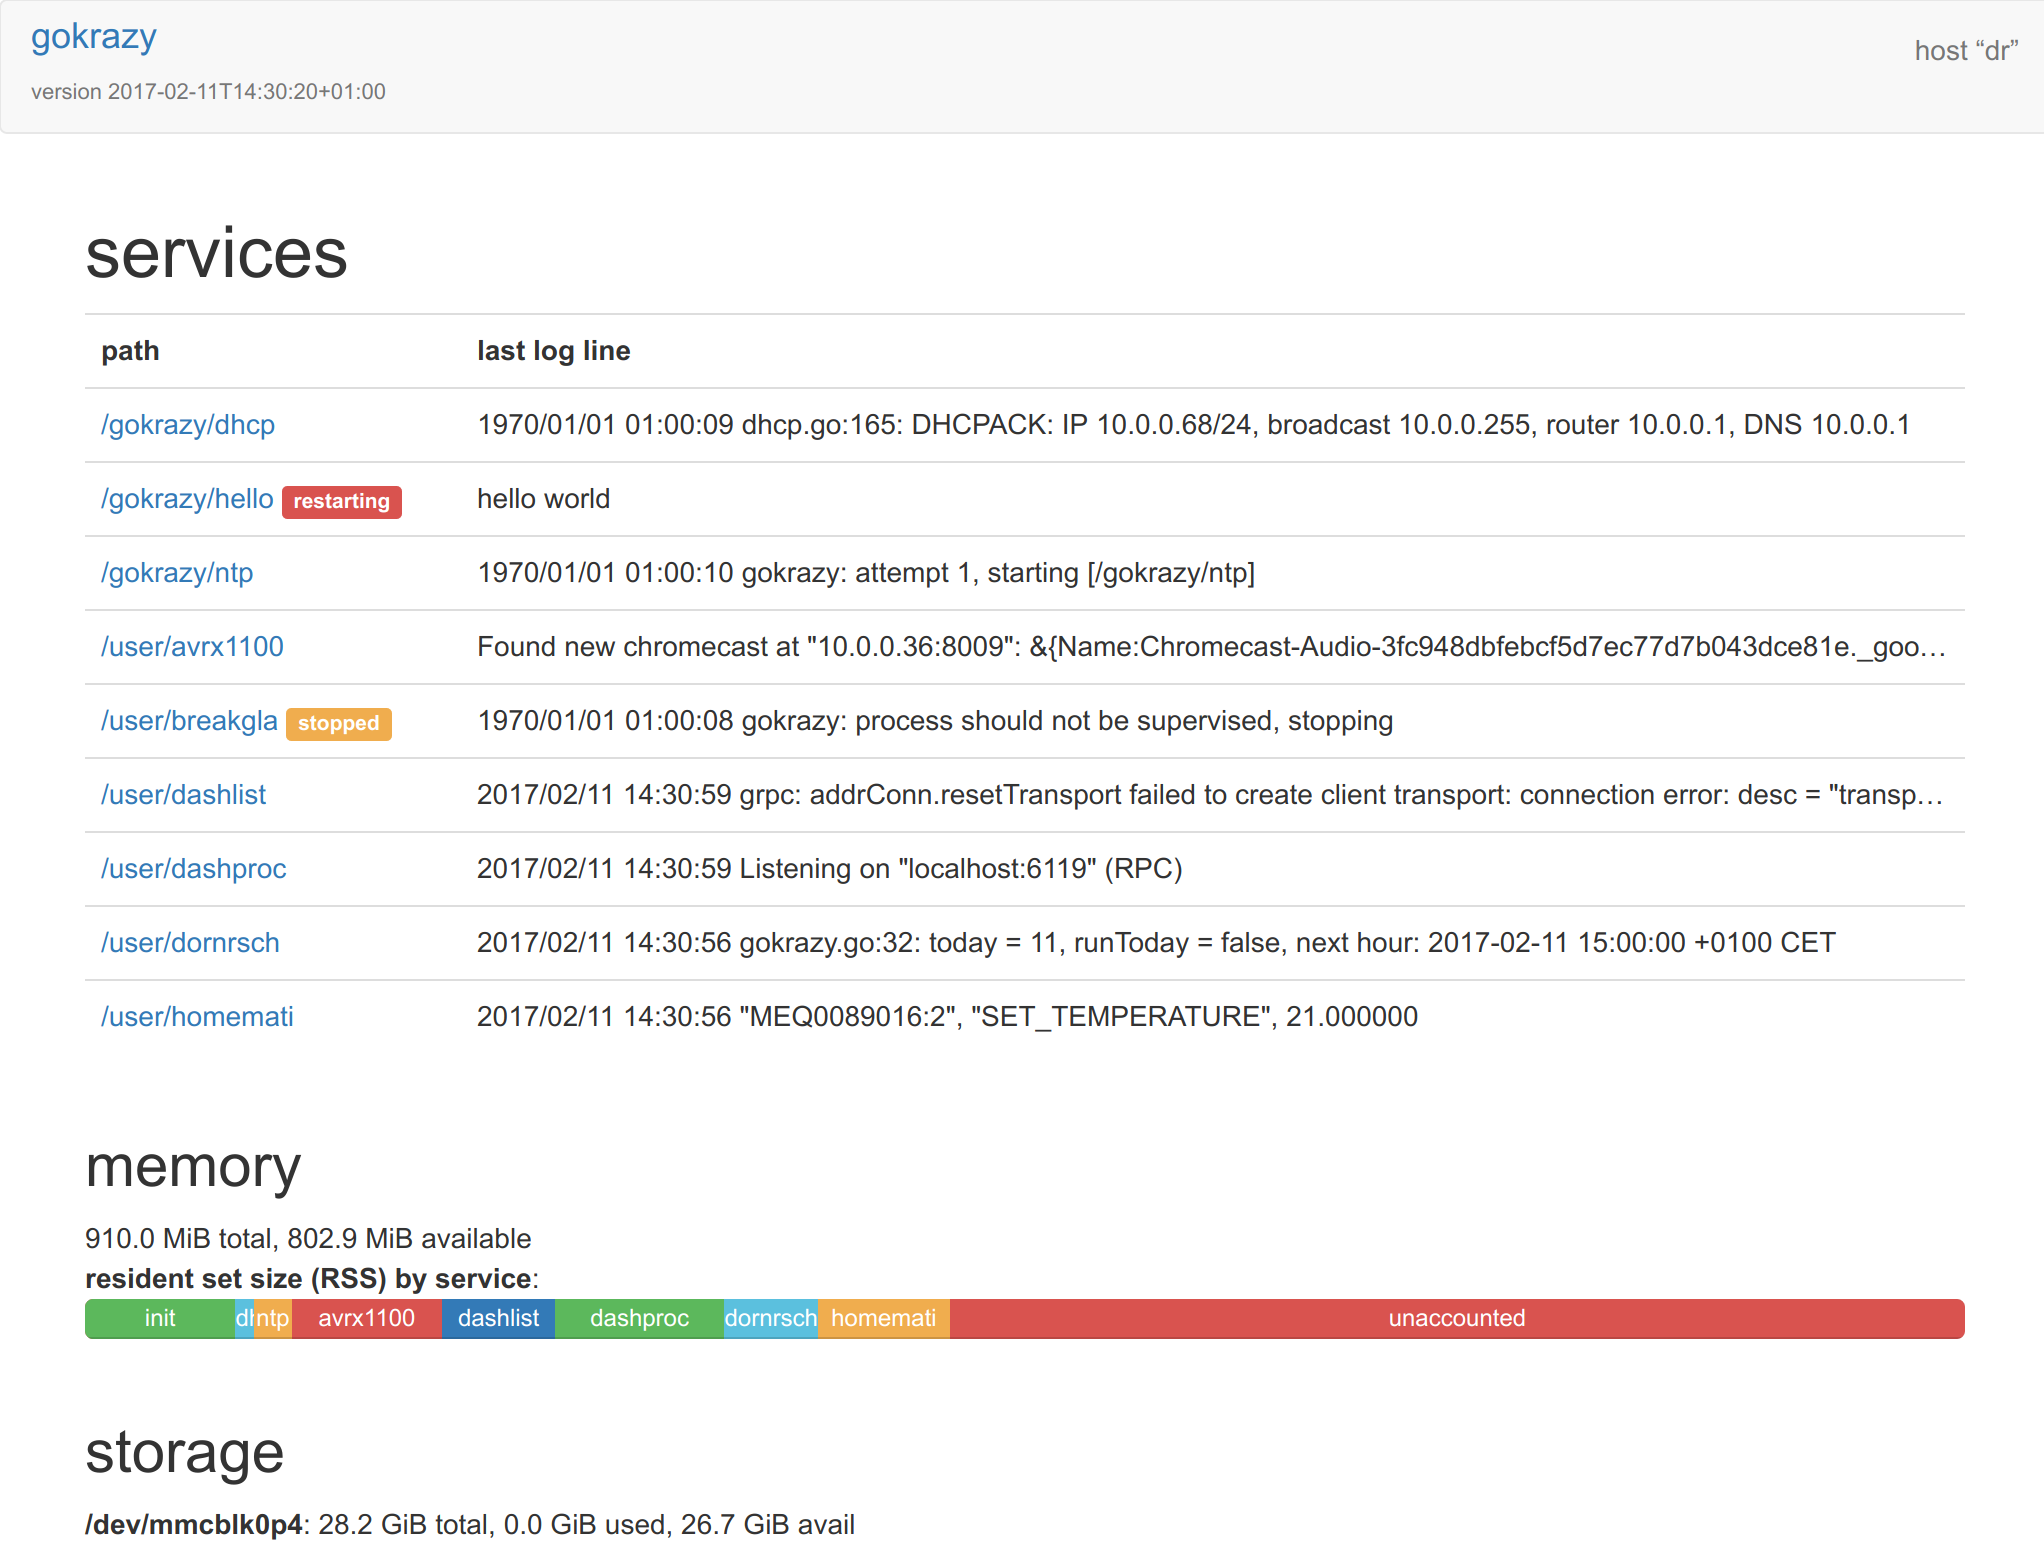 gokrazy
host “dr”
version 2017-02-11T14:30:20+01:00
services
path last log line
/gokrazy/dhcp 1970/01/01 01:00:09 dhcp.go:165: DHCPACK: IP 10.0.0.68/24, broadcast 10.0.0.255, router 10.0.0.1, DNS 10.0.0.1
/gokrazy/hello restarting hello world
/gokrazy/ntp 1970/01/01 01:00:10 gokrazy: attempt 1, starting [/gokrazy/ntp]
/user/avrx1100 Found new chromecast at "10.0.0.36:8009": &{Name:Chromecast-Audio-3fc948dbfebcf5d7ec77d7b043dce81e._goo…
/user/breakgla stopped 1970/01/01 01:00:08 gokrazy: process should not be supervised, stopping
/user/dashlist 2017/02/11 14:30:59 grpc: addrConn.resetTransport failed to create client transport: connection error: desc = "transp…
/user/dashproc 2017/02/11 14:30:59 Listening on "localhost:6119" (RPC)
/user/dornrsch 2017/02/11 14:30:56 gokrazy.go:32: today = 11, runToday = false, next hour: 2017-02-11 15:00:00 +0100 CET
/user/homemati 2017/02/11 14:30:56 "MEQ0089016:2", "SET_TEMPERATURE", 21.000000
memory
910.0 MiB total, 802.9 MiB available
resident set size (RSS) by service:
init ntp avrx1100 dashlist dashproc dornrsch homemati unaccounted
storage
/dev/mmcblk0p4: 28.2 GiB total, 0.0 GiB used, 26.7 GiB avail